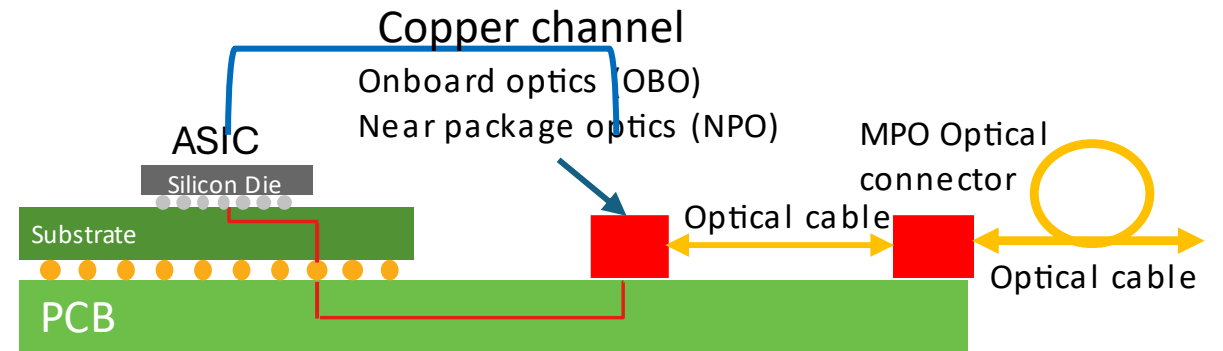 Copper channel
Onboard optics (OBO)
Near package optics (NPO)
ASIC
MPO Optical
connector
Silicon Die
Optical cable
Substrate
Optical cable
PCB